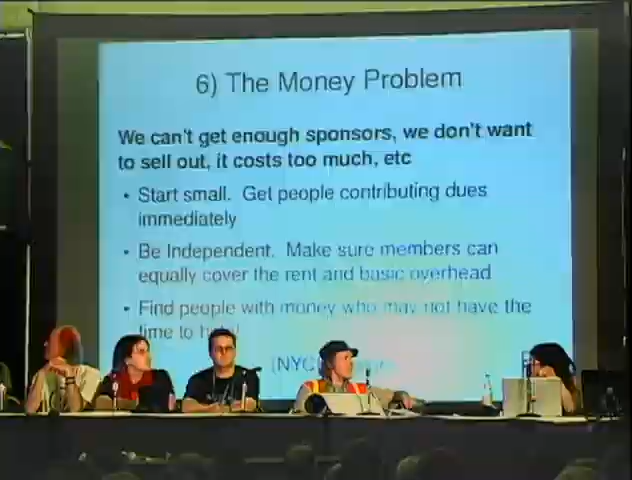 6) The Money Problem
We can't get enough sponsors, we don't want
to sell out, it costs too much, etc
• Start small. Get people contributing dues
immediately
• Be Independent. Make sure members can
equally cover the rent and basic overhead
• Find people with money who may not have the
time to
(NYC